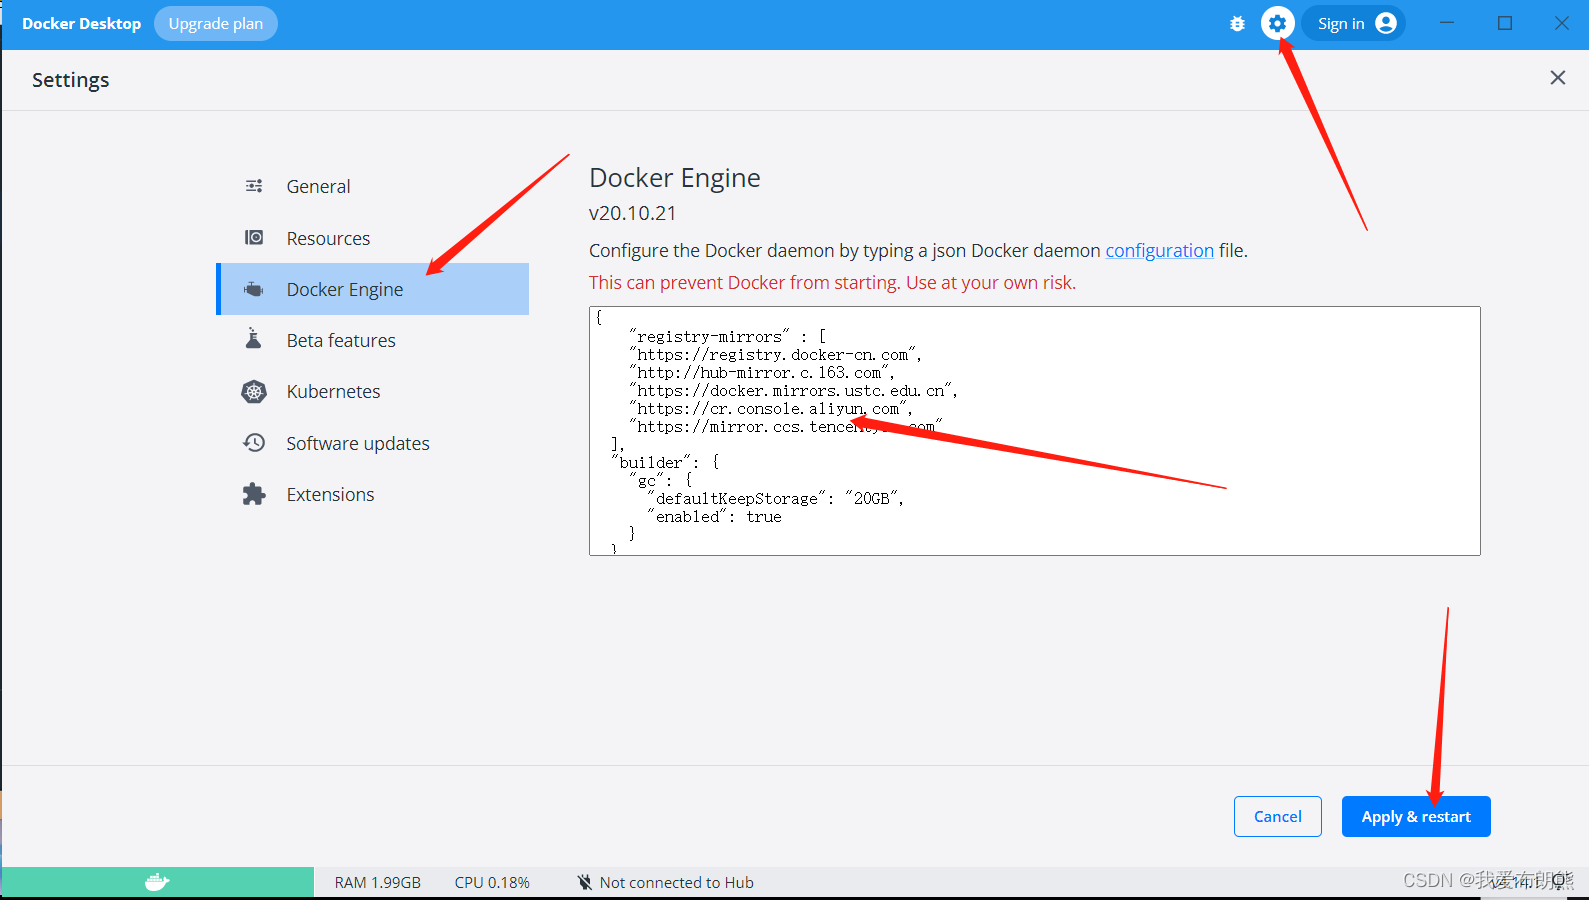 Docker Desktop
Upgrade plan
Sign in
Settings
General
Resources
Docker Engine
Beta features
Kubernetes
Software updates
Extensions
Docker Engine
v20.10.21
Configure the Docker daemon by typing a json Docker daemon configuration file.
This can prevent Docker from starting. Use at your own risk.
{
"registry-mirrors" : [
"https://registry.docker-cn.com",
"http://hub-mirror.c.163.com",
"https://docker.mirrors.ustc.edu.cn",
"https://cr.console.aliyun.com",
"https://mirror.ccs.tencentyun.com"
],
"builder": {
"gc": {
"defaultKeepStorage": "20GB",
"enabled": true
}
}
Cancel
Apply & restart
RAM 1.99GB
CPU 0.18%
Not connected to Hub
CSDN @我爱布朗熊